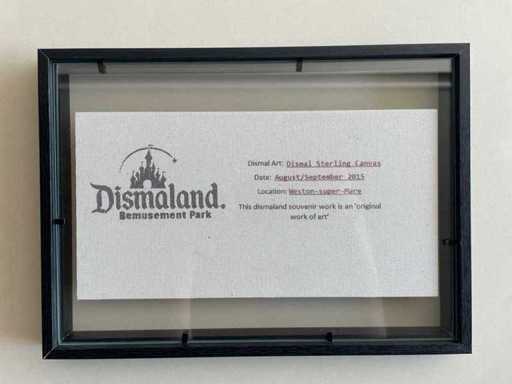 Dismaland.
Bemusement Park
Dismal Art: Dismal Sterling Canvas
Date: August/September 2015
Location: Weston-super-Mare
This dismaland souvenir work is an 'original
work of art'